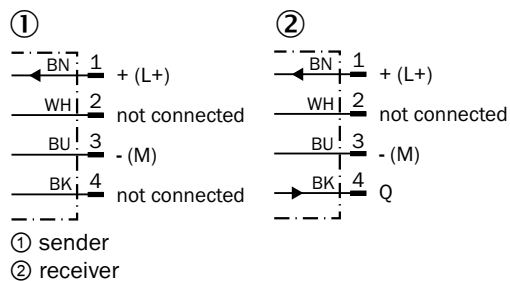 ① ②
BN 1 + (L+) BN 1 + (L+)
WH 2 not connected WH 2 not connected
BU 3 - (M) BU 3 - (M)
BK 4 not connected BK 4 Q
① sender
② receiver